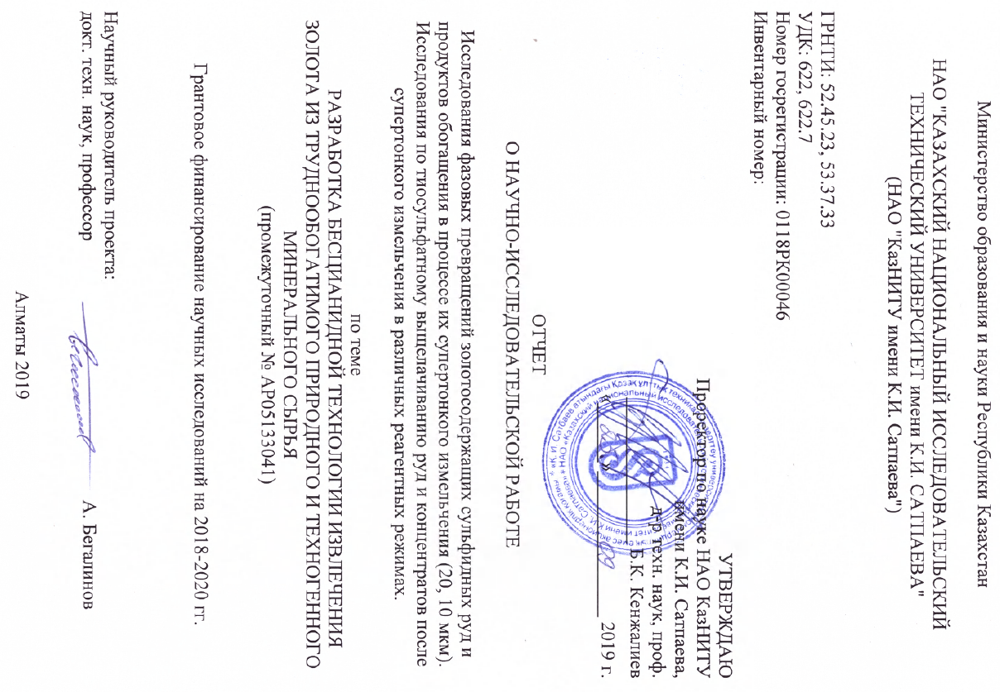 Министерство образования и науки Республики Казахстан
НАО "КАЗАХСКИЙ НАЦИОНАЛЬНЫЙ ИССЛЕДОВАТЕЛЬСКИЙ
ТЕХНИЧЕСКИЙ УНИВЕРСИТЕТ имени К.И. САТПАЕВА"
(НАО "КазНИТУ имени К.И. Сатпаева")
ГРНТИ: 52.45.23, 53.37.33
УДК: 622, 622.7
Номер госрегистрации: 0118РК00046
Инвентарный номер:
УТВЕРЖДАЮ
Проректор по науке НАО КазНИТУ
имени К.И. Сатпаева,
д-р техн. наук, проф.
Б.К. Кенжалиев
2019 г.
ОТЧЕТ
О НАУЧНО-ИССЛЕДОВАТЕЛЬСКОЙ РАБОТЕ
Исследования фазовых превращений золотосодержащих сульфидных руд и
продуктов обогащения в процессе их супертонкого измельчения (20, 10 мкм).
Исследования по тиосульфатному выщелачиванию руд и концентратов после
супертонкого измельчения в различных реагентных режимах.
по теме
РАЗРАБОТКА БЕСЦИАНИДНОЙ ТЕХНОЛОГИИ ИЗВЛЕЧЕНИЯ
ЗОЛОТА ИЗ ТРУДНООБОГАТИМОГО ПРИРОДНОГО И ТЕХНОГЕННОГО
МИНЕРАЛЬНОГО СЫРЬЯ
(промежуточный № АР05133041)
Грантовое финансирование научных исследований на 2018-2020 гг.
Научный руководитель проекта:
докт. техн. наук, профессор А. Бегалинов
Алматы 2019